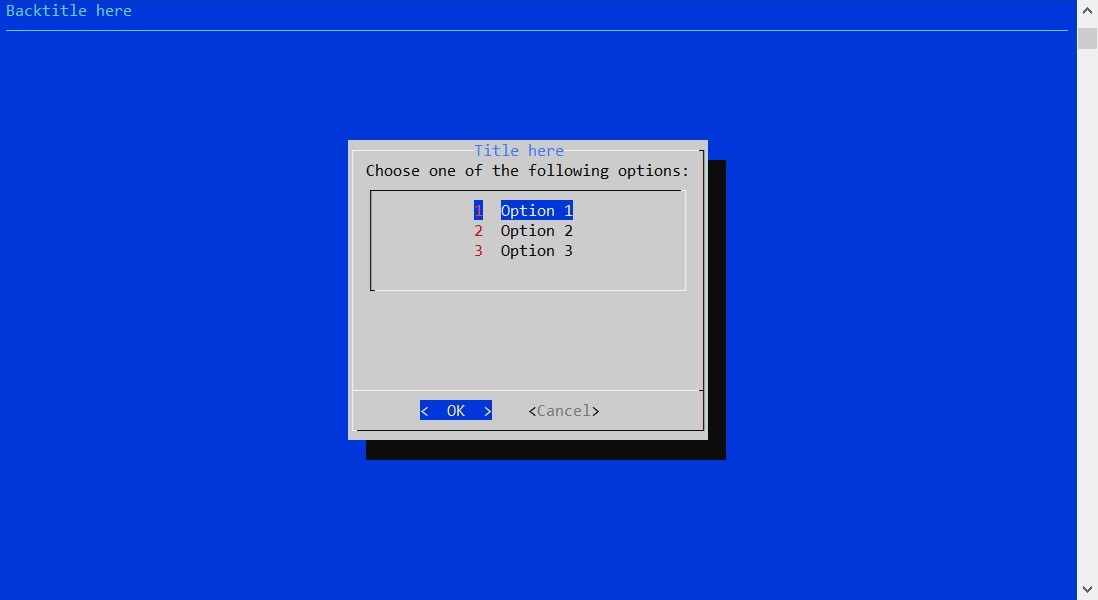 Backtitle here
Title here
Choose one of the following options:
1 Option 1
2 Option 2
3 Option 3
< OK > <Cancel>